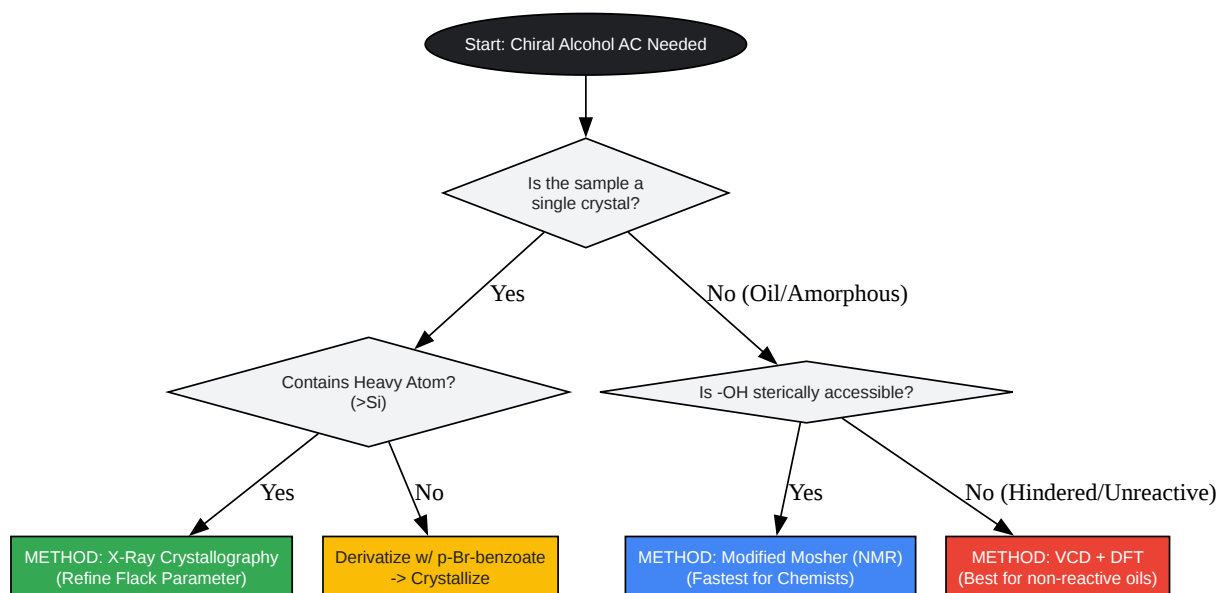 Start: Chiral Alcohol AC Needed
Is the sample a
single crystal?
Yes
No (Oil/Amorphous)
Contains Heavy Atom?
(>Si)
Is -OH sterically accessible?
Yes
No
Yes
No (Hindered/Unreactive)
METHOD: X-Ray Crystallography
(Refine Flack Parameter)
Derivatize w/ p-Br-benzoate
-> Crystallize
METHOD: Modified Mosher (NMR)
(Fastest for Chemists)
METHOD: VCD + DFT
(Best for non-reactive oils)